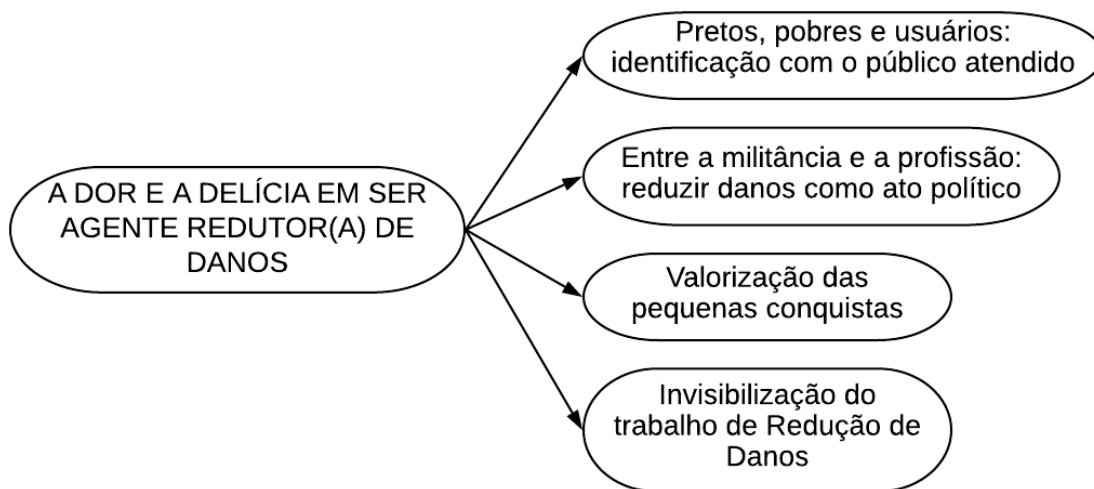 A DOR E A DELÍCIA EM SER
AGENTE REDUTOR(A) DE
DANOS
Pretos, pobres e usuários:
identificação com o público atendido
Entre a militância e a profissão:
reduzir danos como ato político
Valorização das
pequenas conquistas
Invisibilização do
trabalho de Redução de
Danos